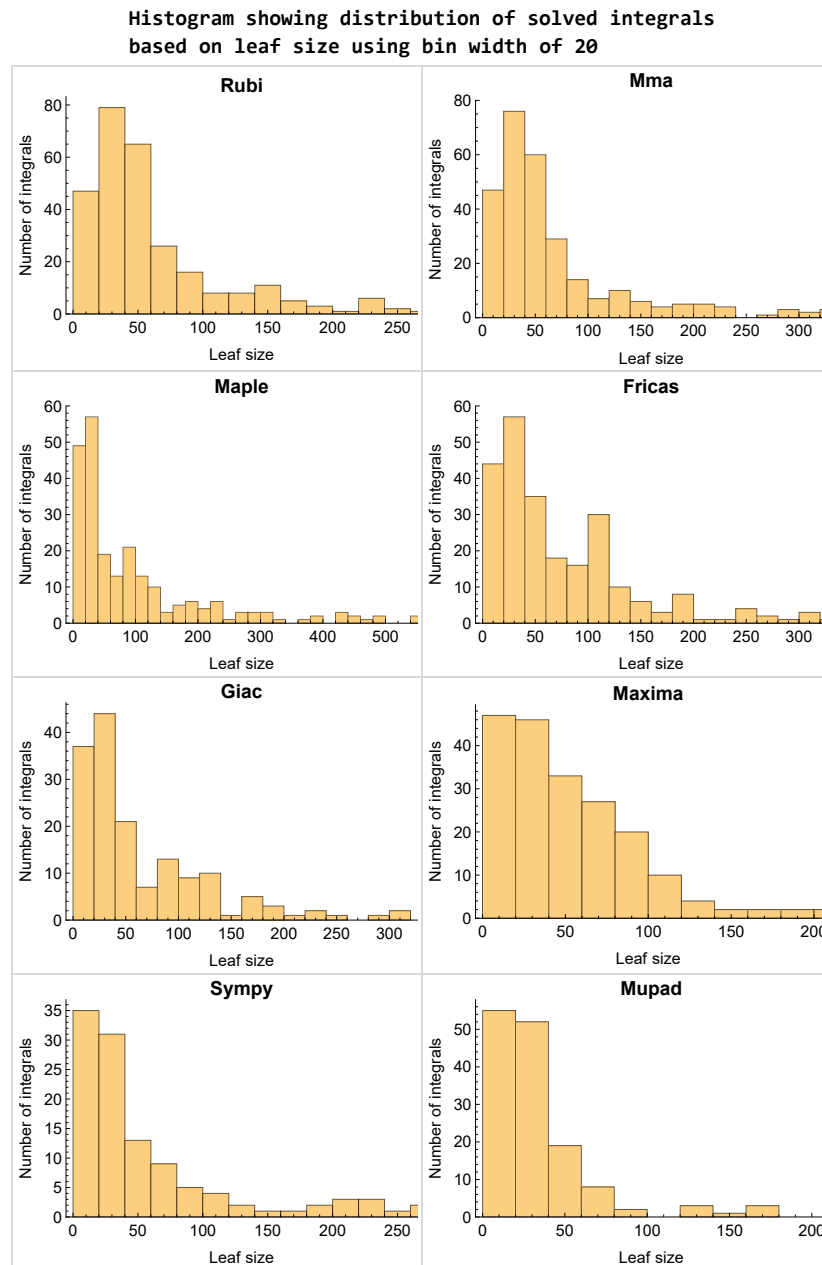 Histogram showing distribution of solved integrals
based on leaf size using bin width of 20
Rubi
Number of integrals
80
60
40
20
0
0 50 100 150 200 250
Leaf size
Mma
Number of integrals
80
60
40
20
0
0 50 100 150 200 250 300
Leaf size
Maple
Number of integrals
60
50
40
30
20
10
0
0 100 200 300 400 500
Leaf size
Fricas
Number of integrals
60
50
40
30
20
10
0
0 50 100 150 200 250 300
Leaf size
Giac
Number of integrals
40
30
20
10
0
0 50 100 150 200 250 300
Leaf size
Maxima
Number of integrals
40
30
20
10
0
0 50 100 150 200
Leaf size
Sympy
Number of integrals
35
30
25
20
15
10
5
0
0 50 100 150 200 250
Leaf size
Mupad
Number of integrals
50
40
30
20
10
0
0 50 100 150 200
Leaf size